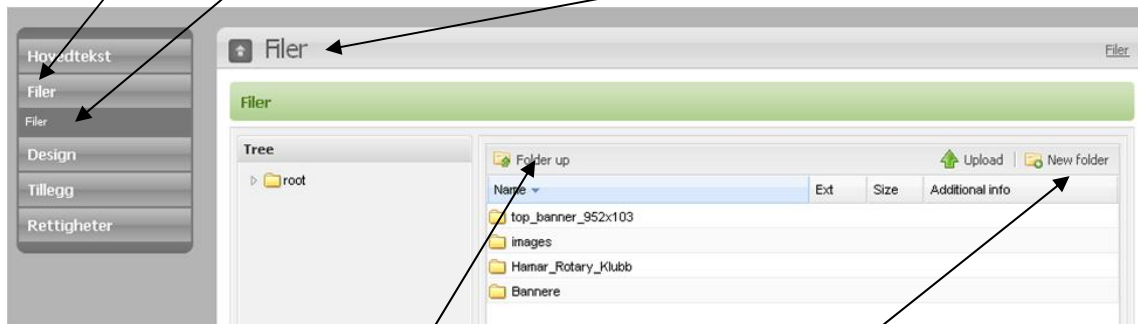 Hovedtekst
Filer
Filer
Design
Tillegg
Rettigheter
Filer
Filer
Filer
Tree
root
Folder up
Upload
New folder
Name Ext Size Additional info
top_banner_952x103
images
Hamar_Rotary_Klubb
Bannere